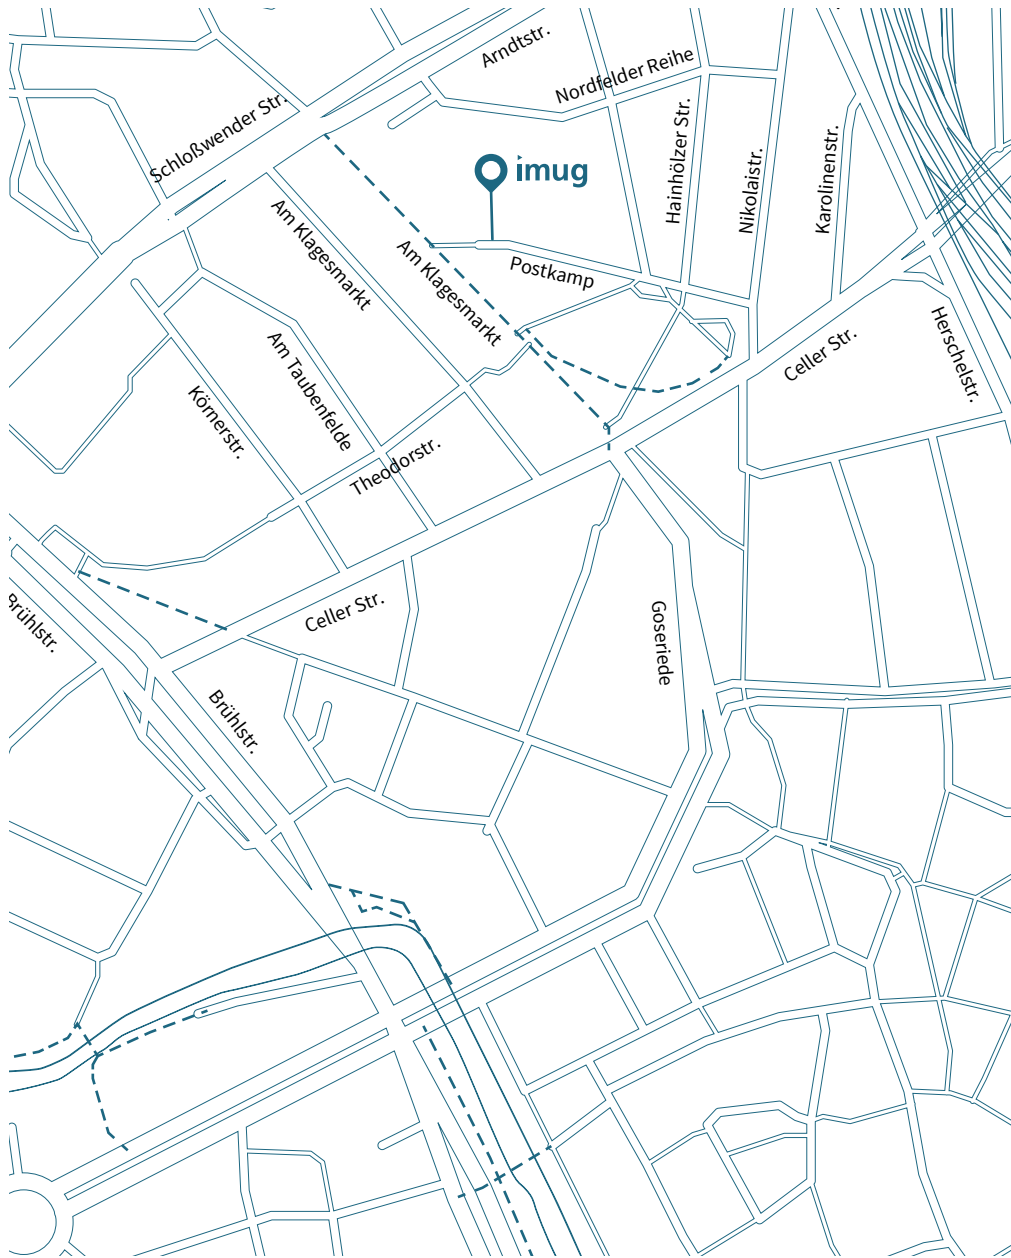 Arndtstr.
Nordfelder Reihe
Schloßwender Str.
imug
Hainhölzer Str.
Nikolaistr.
Karolinenstr.
Am Klagesmarkt
Am Klagesmarkt
Postkamp
Herschelstr.
Celler Str.
Am Taubenfelde
Körnerstr.
Theodorstr.
Brühlstr.
Celler Str.
Goseriede
Brühlstr.